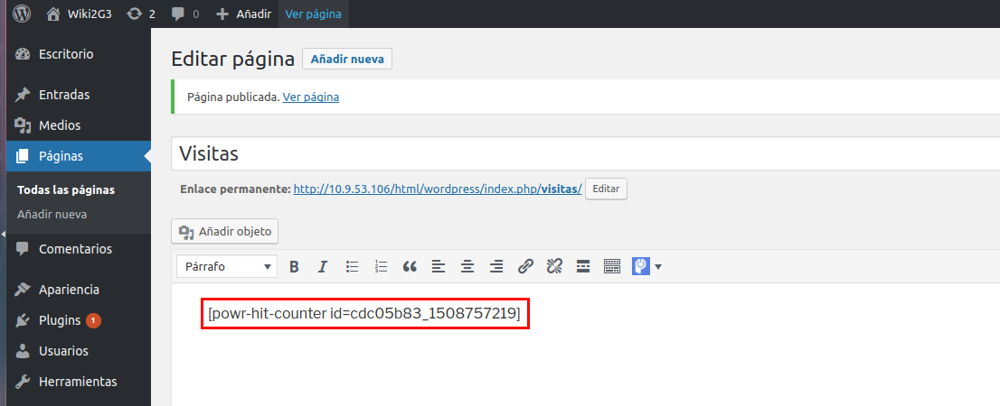 Wiki2G3 2 0 Añadir Ver página
Escritorio
Entradas
Medios
Páginas
Todas las páginas
Añadir nueva
Comentarios
Apariencia
Plugins 1
Usuarios
Herramientas
Editar página Añadir nueva
Página publicada. Ver página
Visitas
Enlace permanente: http://10.9.53.106/html/wordpress/index.php/visitas/ Editar
Añadir objeto
Párrafo B I
[powr-hit-counter id=cdc05b83_1508757219]